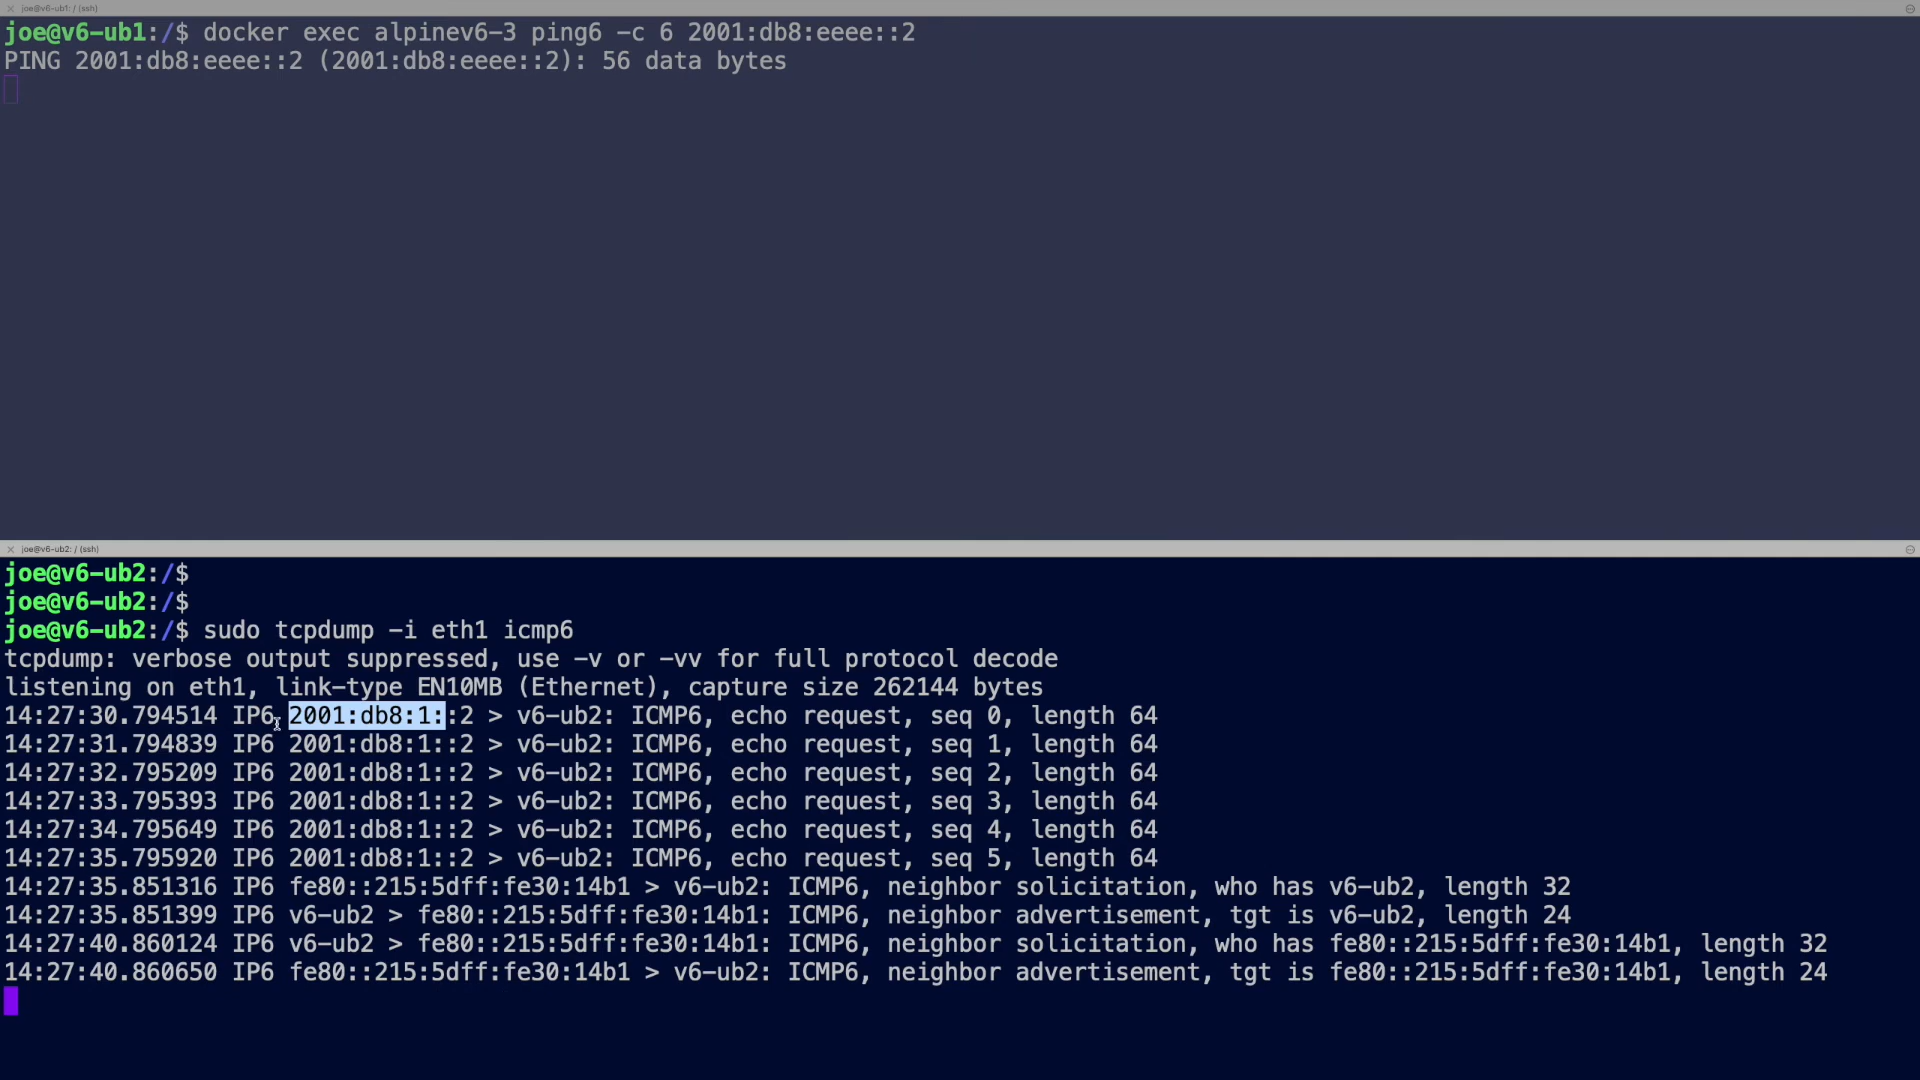 joe@v6-ub1: / (ssh)
joe@v6-ub1:/$ docker exec alpinev6-3 ping6 -c 6 2001:db8:eeee::2
PING 2001:db8:eeee::2 (2001:db8:eeee::2): 56 data bytes
joe@v6-ub2: / (ssh)
joe@v6-ub2:/$
joe@v6-ub2:/$
joe@v6-ub2:/$ sudo tcpdump -i eth1 icmp6
tcpdump: verbose output suppressed, use -v or -vv for full protocol decode
listening on eth1, link-type EN10MB (Ethernet), capture size 262144 bytes
14:27:30.794514 IP6 2001:db8:1::2 > v6-ub2: ICMP6, echo request, seq 0, length 64
14:27:31.794839 IP6 2001:db8:1::2 > v6-ub2: ICMP6, echo request, seq 1, length 64
14:27:32.795209 IP6 2001:db8:1::2 > v6-ub2: ICMP6, echo request, seq 2, length 64
14:27:33.795393 IP6 2001:db8:1::2 > v6-ub2: ICMP6, echo request, seq 3, length 64
14:27:34.795649 IP6 2001:db8:1::2 > v6-ub2: ICMP6, echo request, seq 4, length 64
14:27:35.795920 IP6 2001:db8:1::2 > v6-ub2: ICMP6, echo request, seq 5, length 64
14:27:35.851316 IP6 fe80::215:5dff:fe30:14b1 > v6-ub2: ICMP6, neighbor solicitation, who has v6-ub2, length 32
14:27:35.851399 IP6 v6-ub2 > fe80::215:5dff:fe30:14b1: ICMP6, neighbor advertisement, tgt is v6-ub2, length 24
14:27:40.860124 IP6 v6-ub2 > fe80::215:5dff:fe30:14b1: ICMP6, neighbor solicitation, who has fe80::215:5dff:fe30:14b1, length 32
14:27:40.860650 IP6 fe80::215:5dff:fe30:14b1 > v6-ub2: ICMP6, neighbor advertisement, tgt is fe80::215:5dff:fe30:14b1, length 24